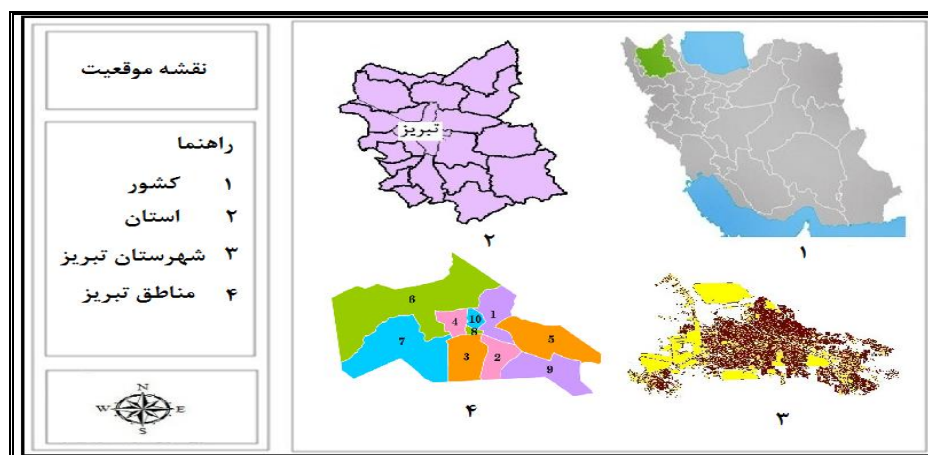 نقشه موقعیت
راهنما
۱ کشور
۲ استان
۳ شهرستان تبریز
۴ مناطق تبریز
N
W E
S
تبریز
۲
۱
6
1
10
4
8
5
7
3
2
9
۴
۳